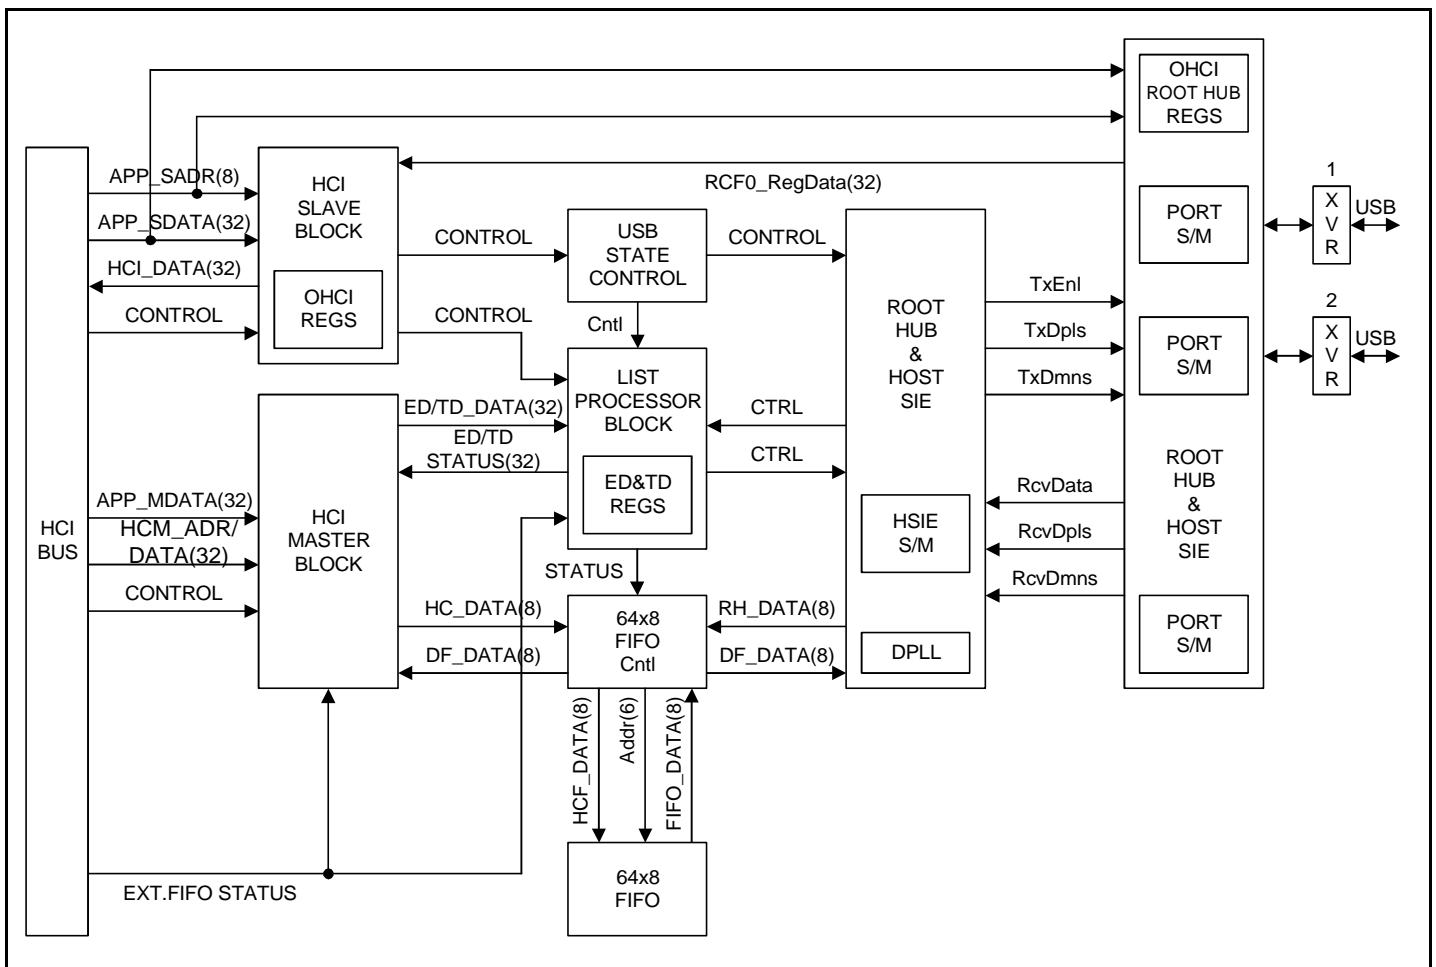 HCI
BUS
APP_SADR(8)
APP_SDATA(32)
HCI_DATA(32)
CONTROL
APP_MDATA(32)
HCM_ADR/
DATA(32)
CONTROL
EXT.FIFO STATUS
HCI
SLAVE
BLOCK
OHCI
REGS
HCI
MASTER
BLOCK
CONTROL
CONTROL
ED/TD_DATA(32)
ED/TD
STATUS(32)
HC_DATA(8)
DF_DATA(8)
USB
STATE
CONTROL
Cntl
LIST
PROCESSOR
BLOCK
ED&TD
REGS
STATUS
64x8
FIFO
Cntl
HCF_DATA(8)
Addr(6)
FIFO_DATA(8)
64x8
FIFO
RCF0_RegData(32)
CONTROL
CTRL
CTRL
RH_DATA(8)
DF_DATA(8)
ROOT
HUB
&
HOST
SIE
HSIE
S/M
DPLL
TxEnl
TxDpls
TxDmns
RcvData
RcvDpls
RcvDmns
OHCI
ROOT HUB
REGS
PORT
S/M
PORT
S/M
ROOT
HUB
&
HOST
SIE
PORT
S/M
1
X
V
R
USB
2
X
V
R
USB